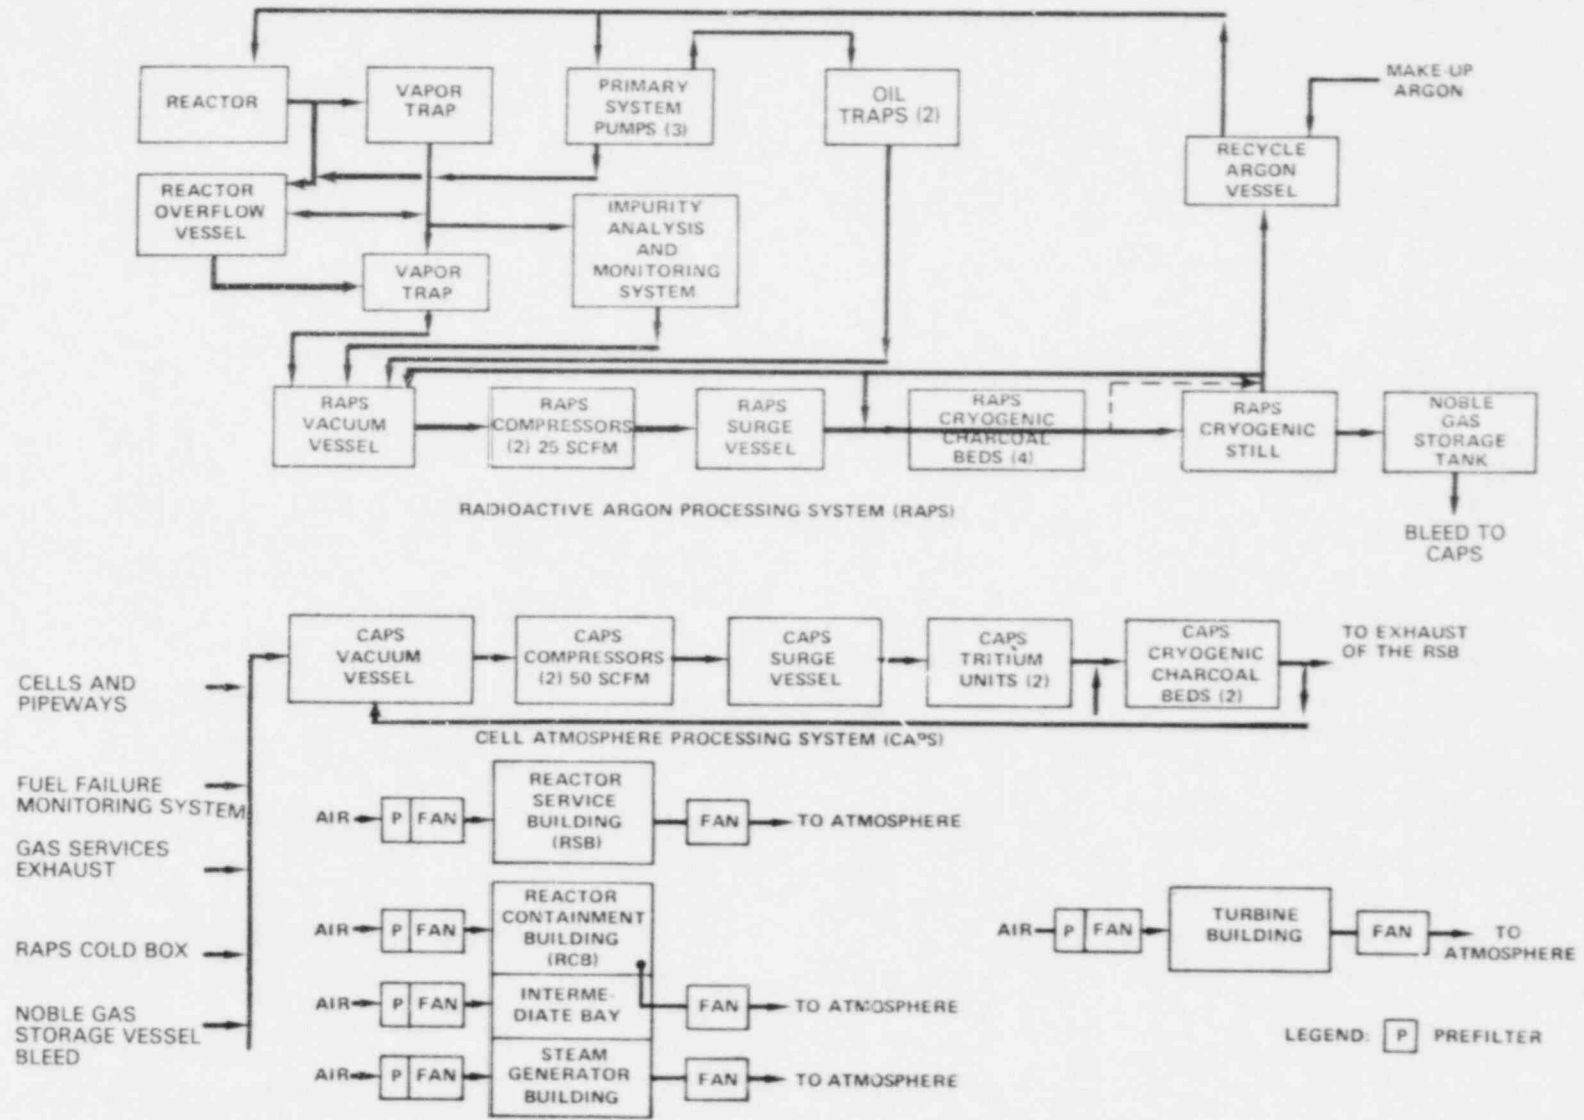 REACTOR
VAPOR
TRAP
PRIMARY
SYSTEM
PUMPS (3)
OIL
TRAPS (2)
MAKE-UP
ARGON
RECYCLE
ARGON
VESSEL
REACTOR
OVERFLOW
VESSEL
IMPURITY
ANALYSIS
AND
MONITORING
SYSTEM
VAPOR
TRAP
RAPS
VACUUM
VESSEL
RAPS
COMPRESSORS
(2) 25 SCFM
RAPS
SURGE
VESSEL
RAPS
CRYOGENIC
CHARCOAL
BEDS (4)
RAPS
CRYOGENIC
STILL
NOBLE
GAS
STORAGE
TANK
RADIOACTIVE ARGON PROCESSING SYSTEM (RAPS)
BLEED TO
CAPS
CAPS
VACUUM
VESSEL
CAPS
COMPRESSORS
(2) 50 SCFM
CAPS
SURGE
VESSEL
CAPS
TRITIUM
UNITS (2)
CAPS
CRYOGENIC
CHARCOAL
BEDS (2)
TO EXHAUST
OF THE RSB
CELL ATMOSPHERE PROCESSING SYSTEM (CAPS)
CELLS AND
PIPEWAYS
FUEL FAILURE
MONITORING SYSTEM
GAS SERVICES
EXHAUST
RAPS COLD BOX
NOBLE GAS
STORAGE VESSEL
BLEED
AIR P FAN
REACTOR
SERVICE
BUILDING
(RSB)
FAN TO ATMOSPHERE
AIR P FAN
REACTOR
CONTAINMENT
BUILDING
(RCB)
AIR P FAN
INTERME-
DIATE BAY
FAN TO ATMOSPHERE
AIR P FAN
STEAM
GENERATOR
BUILDING
FAN TO ATMOSPHERE
AIR P FAN
TURBINE
BUILDING
FAN TO
ATMOSPHERE
LEGEND: P PREFILTER